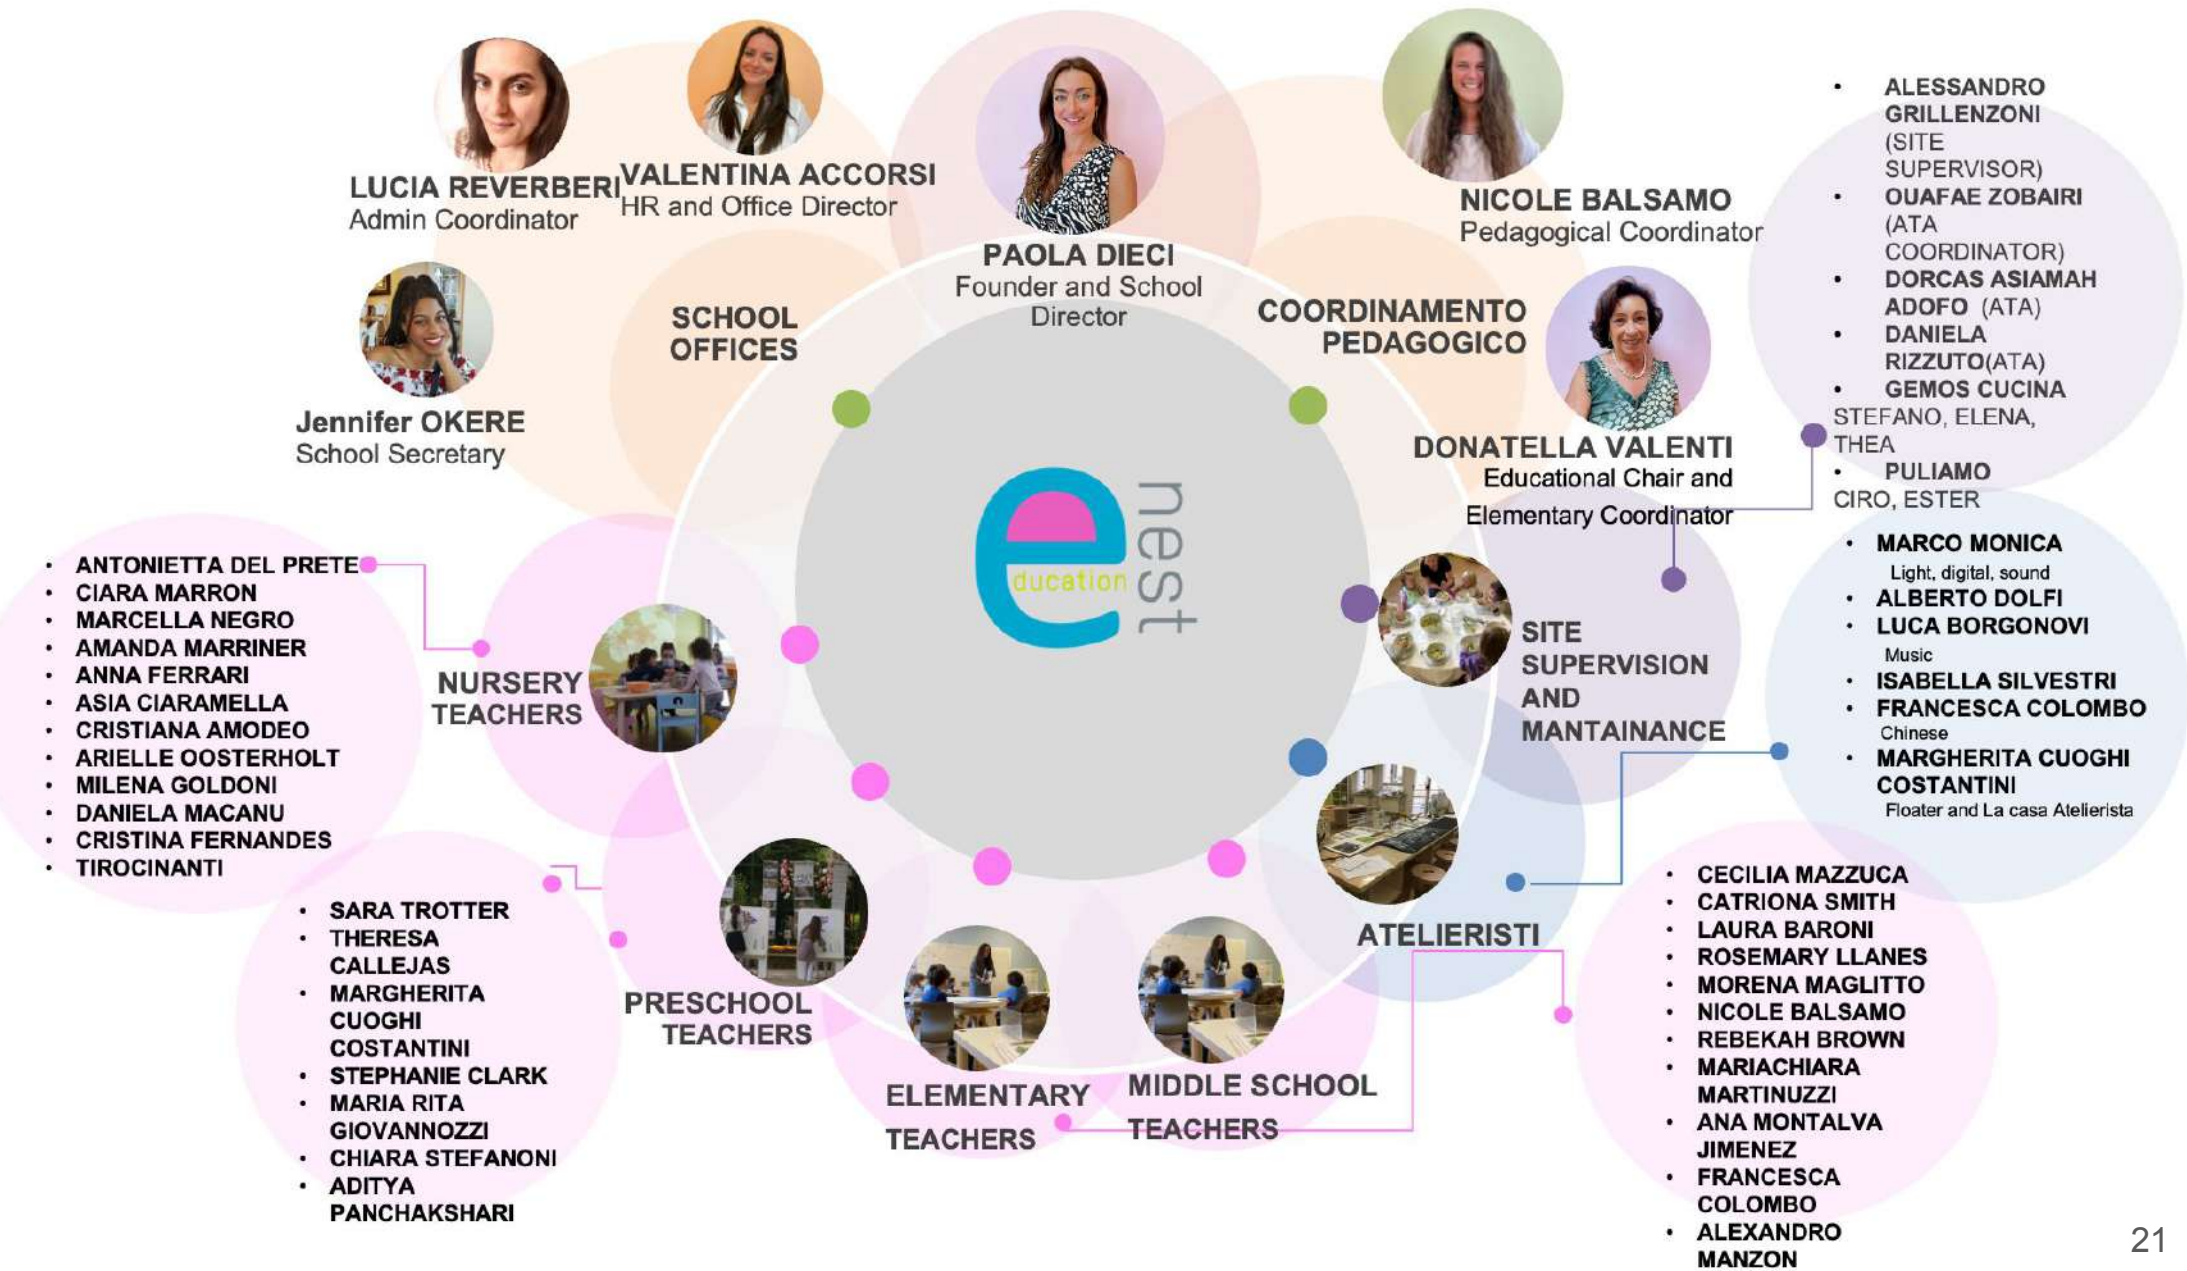 LUCIA REVERBERI
Admin Coordinator
VALENTINA ACCORSI
HR and Office Director
PAOLA DIECI
Founder and School
Director
NICOLE BALSAMO
Pedagogical Coordinator
Jennifer OKERE
School Secretary
SCHOOL
OFFICES
COORDINAMENTO
PEDAGOGICO
DONATELLA VALENTI
Educational Chair and
Elementary Coordinator
• ALESSANDRO
GRILLENZONI
(SITE
SUPERVISOR)
• OUAFAE ZOBAIRI
(ATA
COORDINATOR)
• DORCAS ASIAMAH
ADOFO (ATA)
• DANIELA
RIZZUTO(ATA)
• GEMOS CUCINA
STEFANO, ELENA,
THEA
• PULIAMO
CIRO, ESTER
education
nest
• ANTONIETTA DEL PRETE
• CIARA MARRON
• MARCELLA NEGRO
• AMANDA MARRINER
• ANNA FERRARI
• ASIA CIARAMELLA
• CRISTIANA AMODEO
• ARIELLE OOSTERHOLT
• MILENA GOLDONI
• DANIELA MACANU
• CRISTINA FERNANDES
• TIROCINANTI
NURSERY
TEACHERS
SITE
SUPERVISION
AND
MANTAINANCE
• MARCO MONICA
Light, digital, sound
• ALBERTO DOLFI
• LUCA BORGONOVI
Music
• ISABELLA SILVESTRI
• FRANCESCA COLOMBO
Chinese
• MARGHERITA CUOGHI
COSTANTINI
Floater and La casa Atelierista
• SARA TROTTER
• THERESA
CALLEJAS
• MARGHERITA
CUOGHI
COSTANTINI
• STEPHANIE CLARK
• MARIA RITA
GIOVANNOZZI
• CHIARA STEFANONI
• ADITYA
PANCHAKSHARI
PRESCHOOL
TEACHERS
ELEMENTARY
TEACHERS
MIDDLE SCHOOL
TEACHERS
ATELIERISTI
• CECILIA MAZZUCA
• CATRIONA SMITH
• LAURA BARONI
• ROSEMARY LLANES
• MORENA MAGLITTO
• NICOLE BALSAMO
• REBEKAH BROWN
• MARIACHIARA
MARTINUZZI
• ANA MONTALVA
JIMENEZ
• FRANCESCA
COLOMBO
• ALEXANDRO
MANZON
21